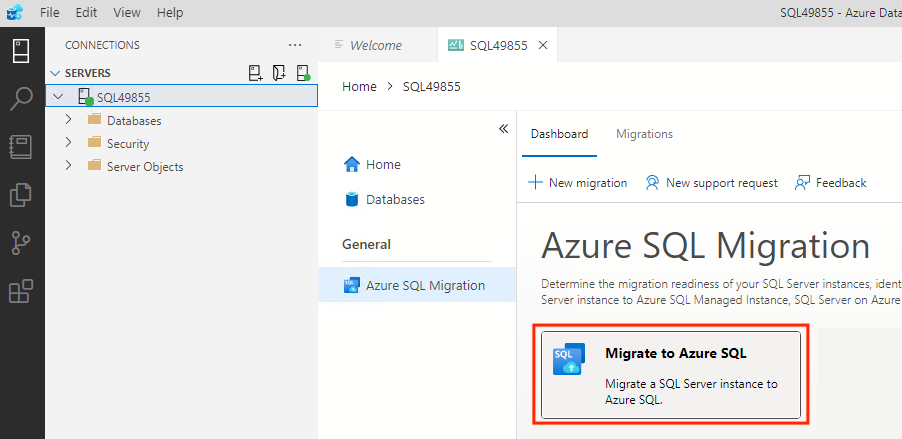 File Edit View Help
SQL49855 - Azure Data
CONNECTIONS
SERVERS
SQL49855
Databases
Security
Server Objects
Welcome
SQL49855
Home > SQL49855
Home
Databases
General
Azure SQL Migration
Dashboard Migrations
New migration New support request Feedback
Azure SQL Migration
Determine the migration readiness of your SQL Server instances,
Server instance to Azure SQL Managed Instance, SQL Server on Azure
SQL
Migrate to Azure SQL
Migrate a SQL Server instance to
Azure SQL.